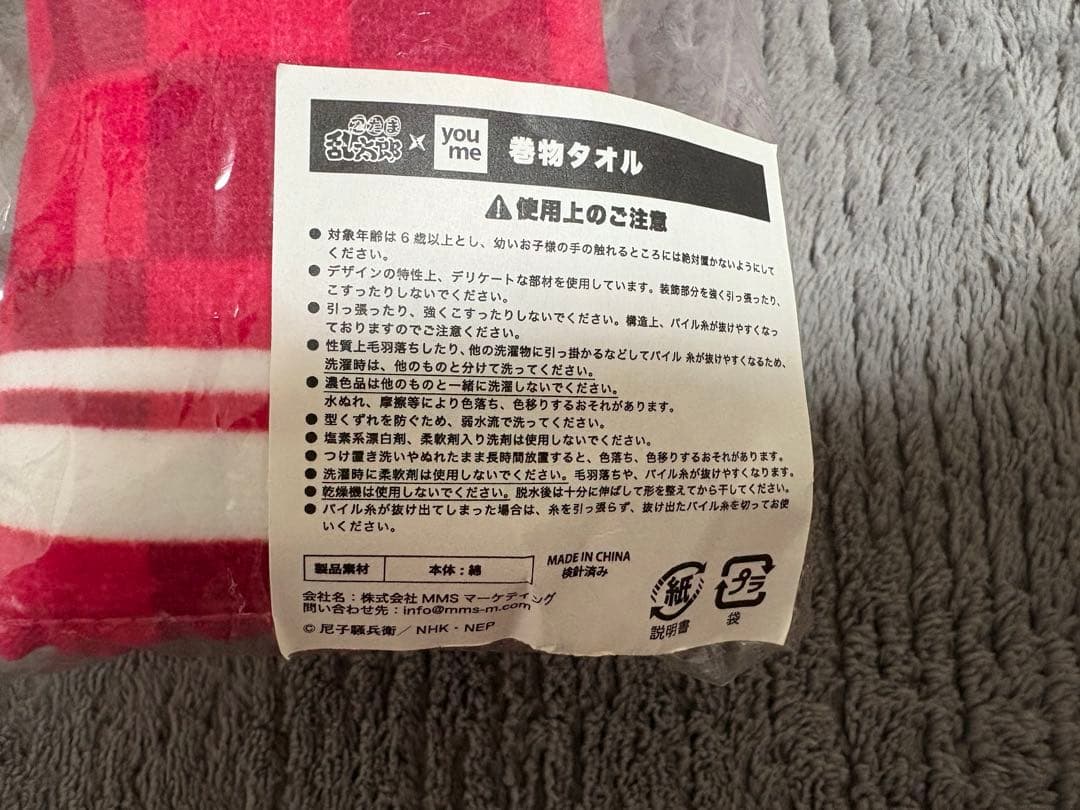 忍たま乱太郎 × you me 巻物タオル
⚠使用上のご注意
● 対象年齢は6歳以上とし、幼いお子様の手の触れるところには絶対置かないようにして
ください。
● デザインの特性上、デリケートな部材を使用しています。装飾部分を強く引っ張ったり、
こすったりしないでください。
● 引っ張ったり、強くこすったりしないでください。構造上、パイル糸が抜けやすくなっ
ておりますのでご注意ください。
● 性質上毛羽落ちしたり、他の洗濯物に引っ掛かるなどしてパイル 糸が抜けやすくなるため、
洗濯時は、他のものと分けて洗ってください。
● 濃色品は他のものと一緒に洗濯しないでください。
水ぬれ、摩擦等により色落ち、色移りするおそれがあります。
● 型くずれを防ぐため、弱水流で洗ってください。
● 塩素系漂白剤、柔軟剤入り洗剤は使用しないでください。
● つけ置き洗いやぬれたまま長時間放置すると、色落ち、色移りするおそれがあります。
● 洗濯時に柔軟剤は使用しないでください。毛羽落ちや、パイル糸が抜けやすくなります。
● 乾燥機は使用しないでください。脱水後は十分に伸ばして形を整えてから干してください。
● パイル糸が抜け出てしまった場合は、糸を引っ張らず、抜け出たパイル糸を切ってお使
いください。
製品素材 本体：綿
MADE IN CHINA
検針済み
会社名：株式会社 MMS マーケティング
問い合わせ先：info@mms-m.com
© 尼子騒兵衛／ NHK・NEP
紙
説明書
プラ
袋